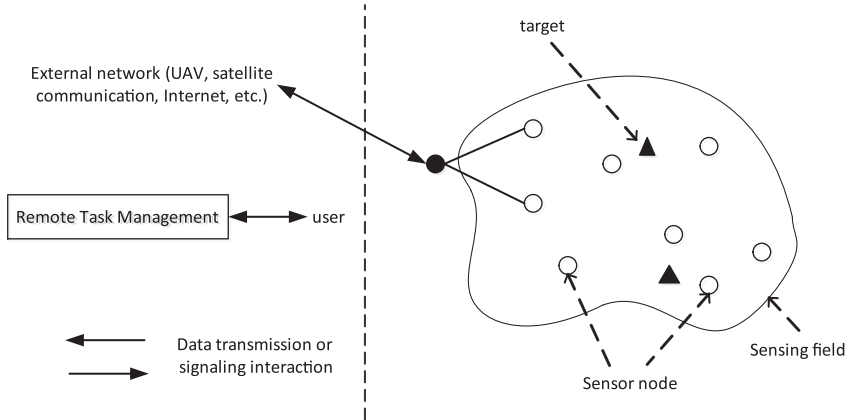 target
External network (UAV, satellite
communication, Internet, etc.)
Remote Task Management
user
Data transmission or
signaling interaction
Sensing field
Sensor node